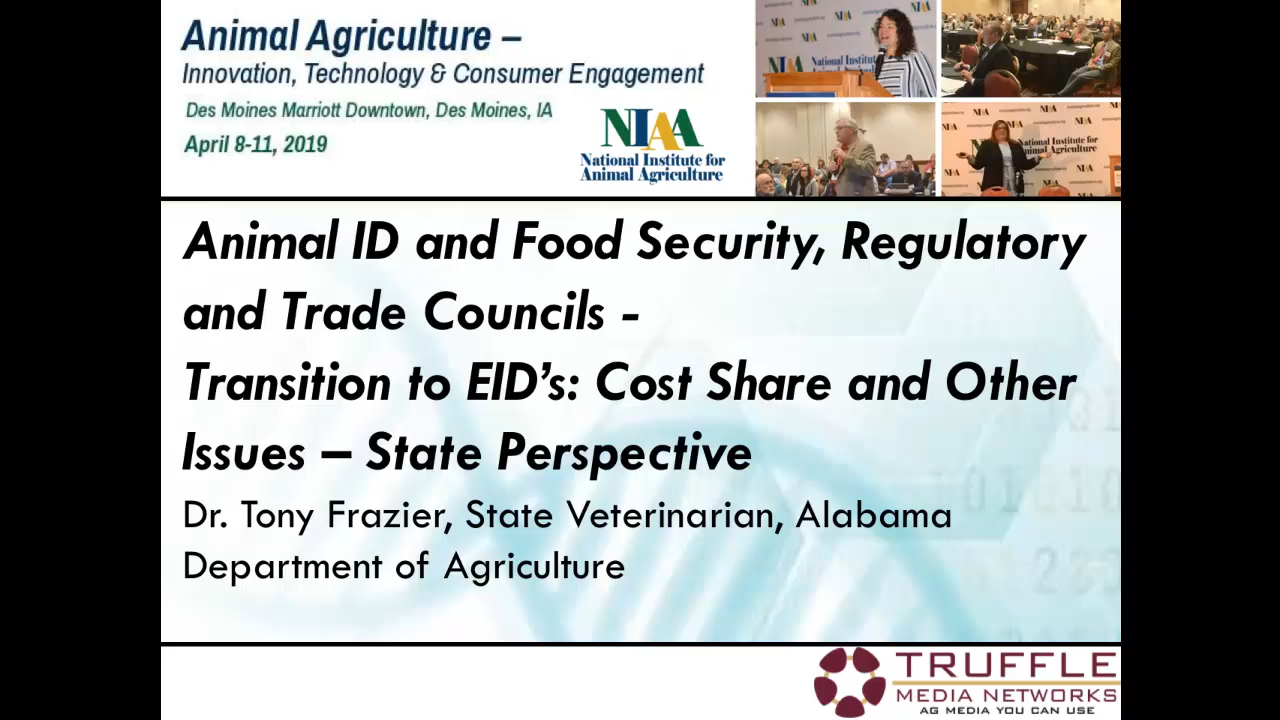 Animal Agriculture –
Innovation, Technology & Consumer Engagement
Des Moines Marriott Downtown, Des Moines, IA
April 8-11, 2019
NIAA
National Institute for
Animal Agriculture
Animal ID and Food Security, Regulatory
and Trade Councils -
Transition to EID’s: Cost Share and Other
Issues – State Perspective
Dr. Tony Frazier, State Veterinarian, Alabama
Department of Agriculture
TRUFFLE
MEDIA NETWORKS
AG MEDIA YOU CAN USE